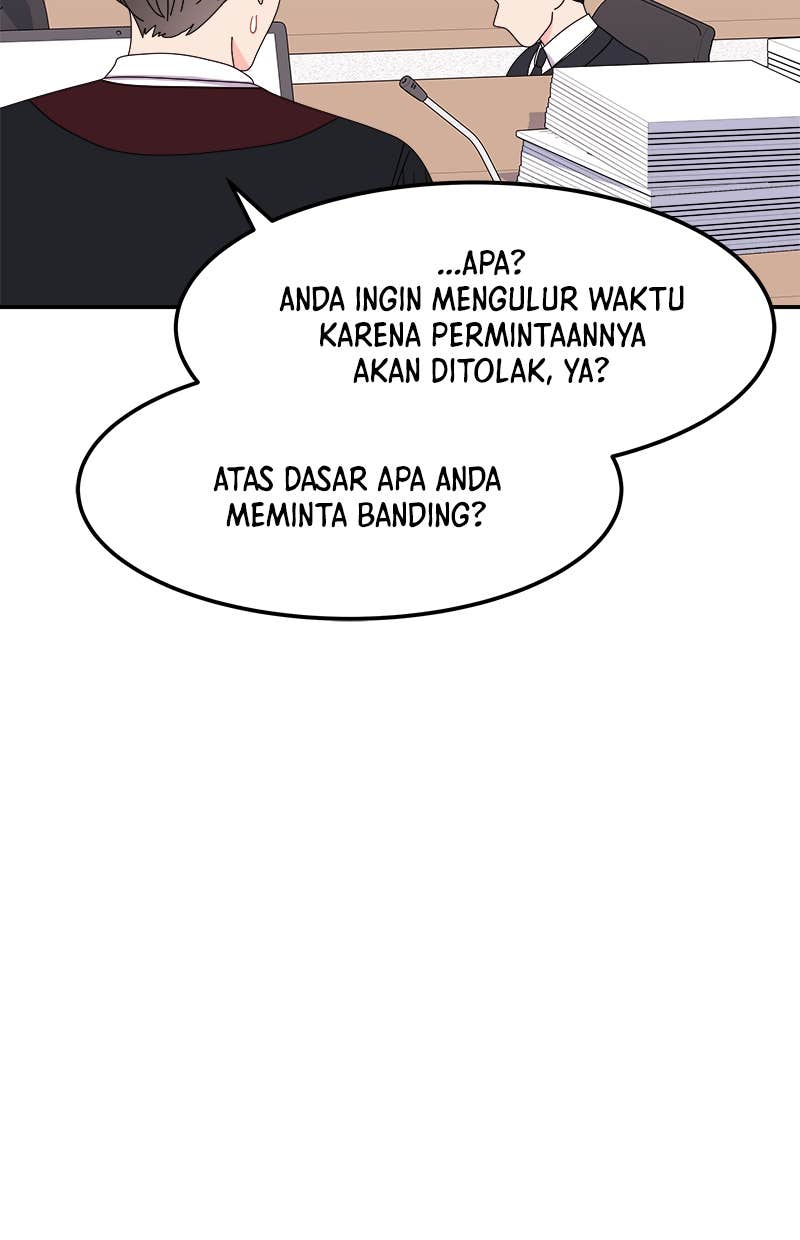 ...APA?
ANDA INGIN MENGULUR WAKTU
KARENA PERMINTAANNYA
AKAN DITOLAK, YA?
ATAS DASAR APA ANDA
MEMINTA BANDING?